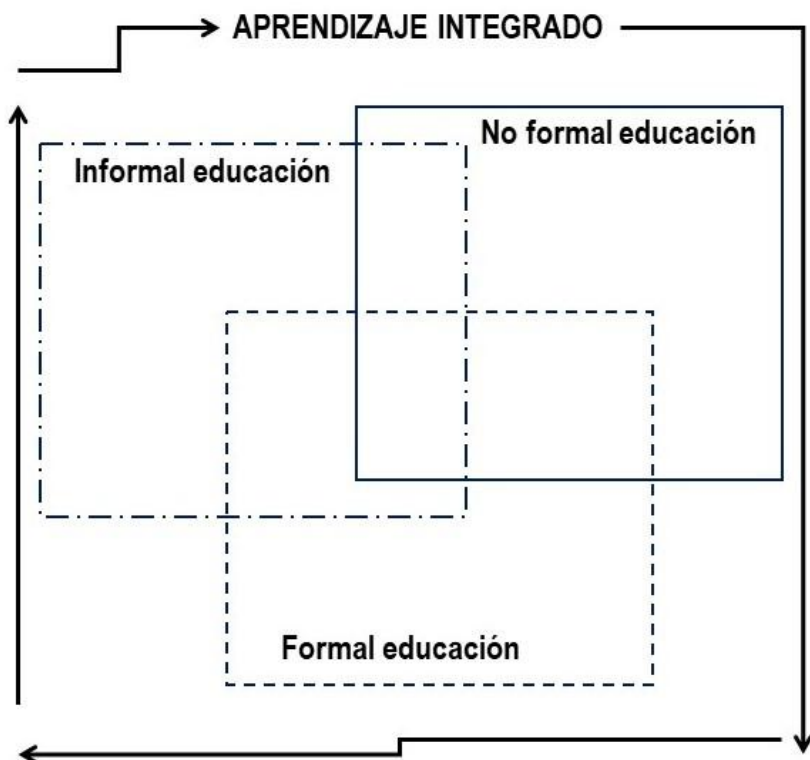 APRENDIZAJE INTEGRADO
No formal educación
Informal educación
Formal educación